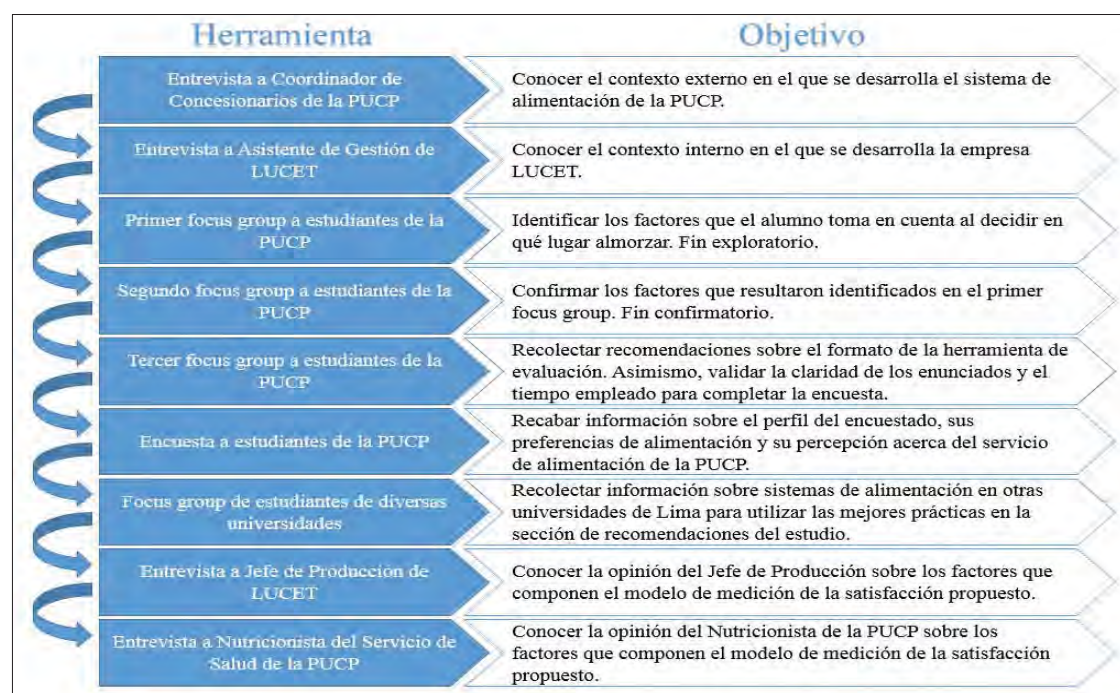 Herramienta
Objetivo
Entrevista a Coordinador de
Concesionarios de la PUCP
Conocer el contexto externo en el que se desarrolla el sistema de
alimentación de la PUCP.
Entrevista a Asistente de Gestión de
LUCET
Conocer el contexto interno en el que se desarrolla la empresa
LUCET.
Primer focus group a estudiantes de la
PUCP
Identificar los factores que el alumno toma en cuenta al decidir en
qué lugar almorzar. Fin exploratorio.
Segundo focus group a estudiantes de la
PUCP
Confirmar los factores que resultaron identificados en el primer
focus group. Fin confirmatorio.
Tercer focus group a estudiantes de la
PUCP
Recolectar recomendaciones sobre el formato de la herramienta de
evaluación. Asimismo, validar la claridad de los enunciados y el
tiempo empleado para completar la encuesta.
Encuesta a estudiantes de la PUCP
Recabar información sobre el perfil del encuestado, sus
preferencias de alimentación y su percepción acerca del servicio
de alimentación de la PUCP.
Focus group de estudiantes de diversas
universidades
Recolectar información sobre sistemas de alimentación en otras
universidades de Lima para utilizar las mejores prácticas en la
sección de recomendaciones del estudio.
Entrevista a Jefe de Producción de
LUCET
Conocer la opinión del Jefe de Producción sobre los factores que
componen el modelo de medición de la satisfacción propuesto.
Entrevista a Nutricionista del Servicio de
Salud de la PUCP
Conocer la opinión del Nutricionista de la PUCP sobre los
factores que componen el modelo de medición de la satisfacción
propuesto.